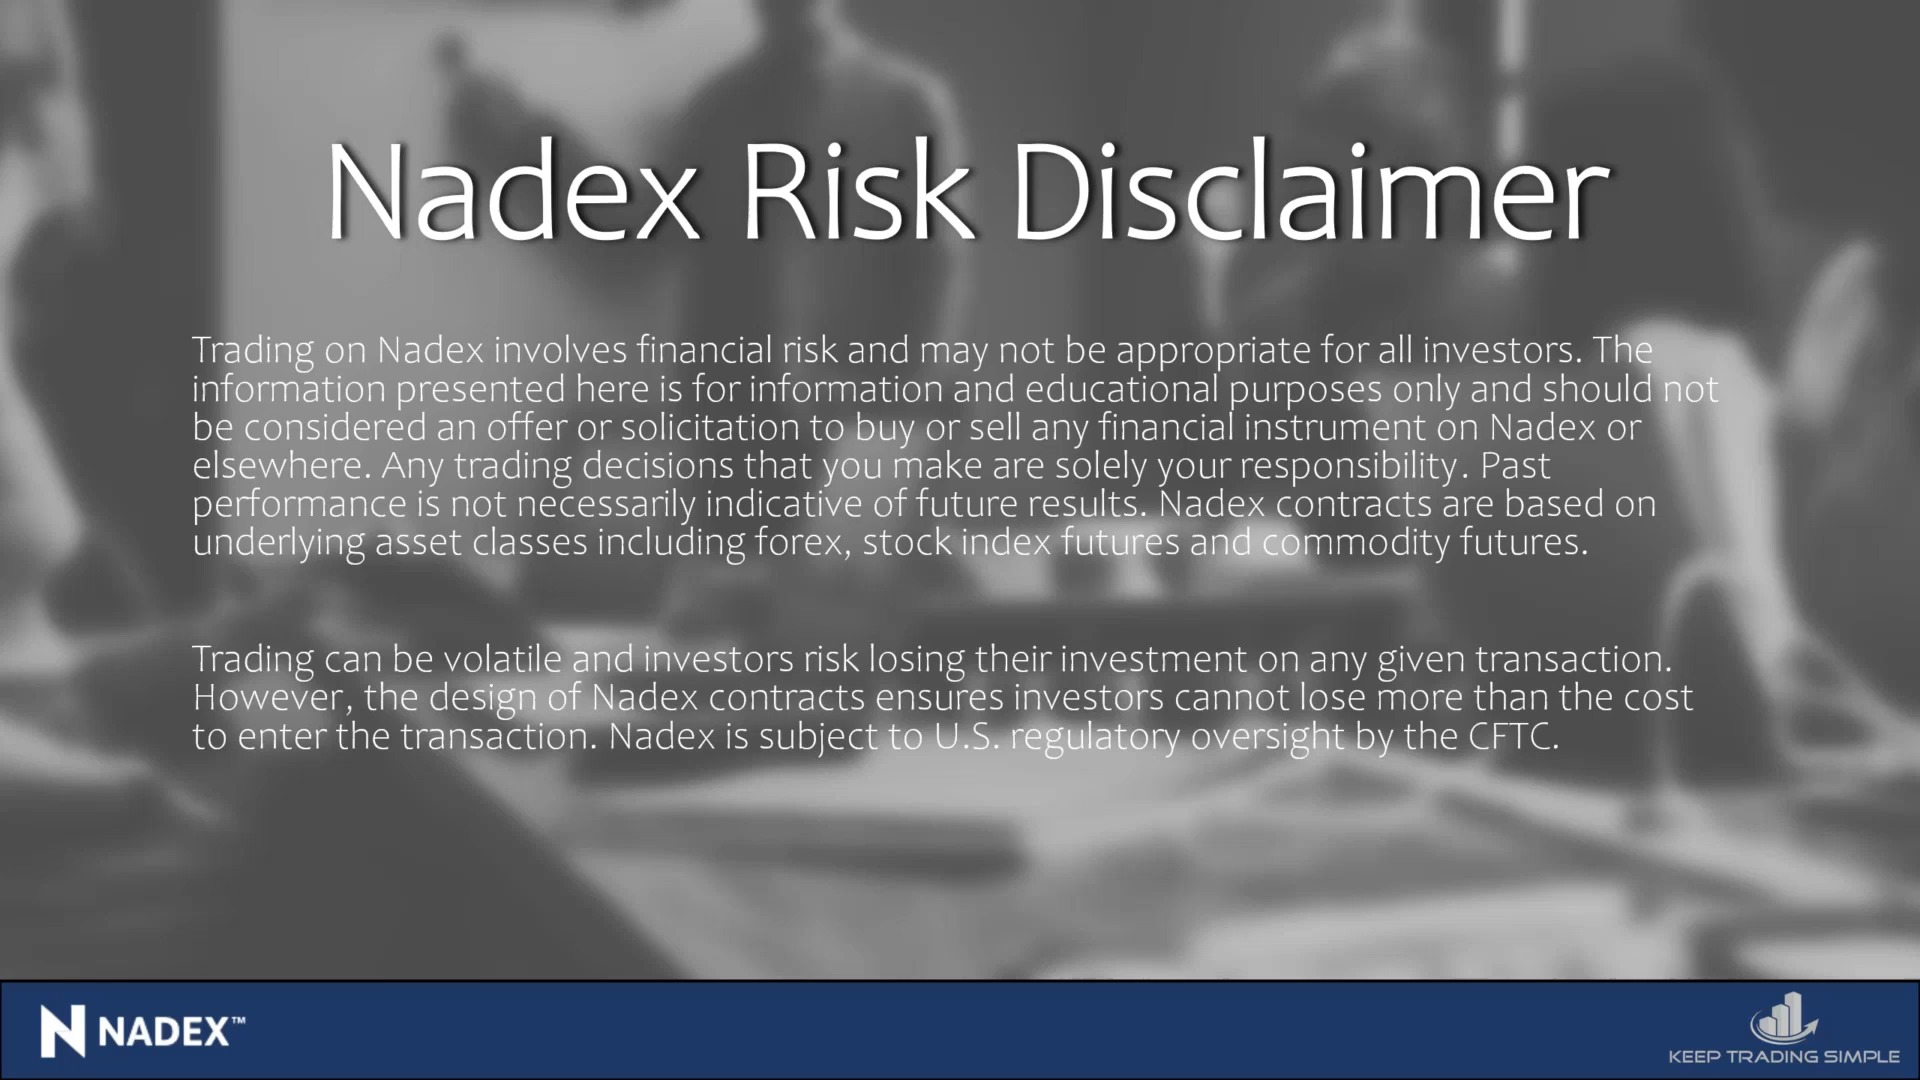 Nadex Risk Disclaimer
Trading on Nadex involves financial risk and may not be appropriate for all investors. The
information presented here is for information and educational purposes only and should not
be considered an offer or solicitation to buy or sell any financial instrument on Nadex or
elsewhere. Any trading decisions that you make are solely your responsibility. Past
performance is not necessarily indicative of future results. Nadex contracts are based on
underlying asset classes including forex, stock index futures and commodity futures.
Trading can be volatile and investors risk losing their investment on any given transaction.
However, the design of Nadex contracts ensures investors cannot lose more than the cost
to enter the transaction. Nadex is subject to U.S. regulatory oversight by the CFTC.
N NADEX™
KEEP TRADING SIMPLE